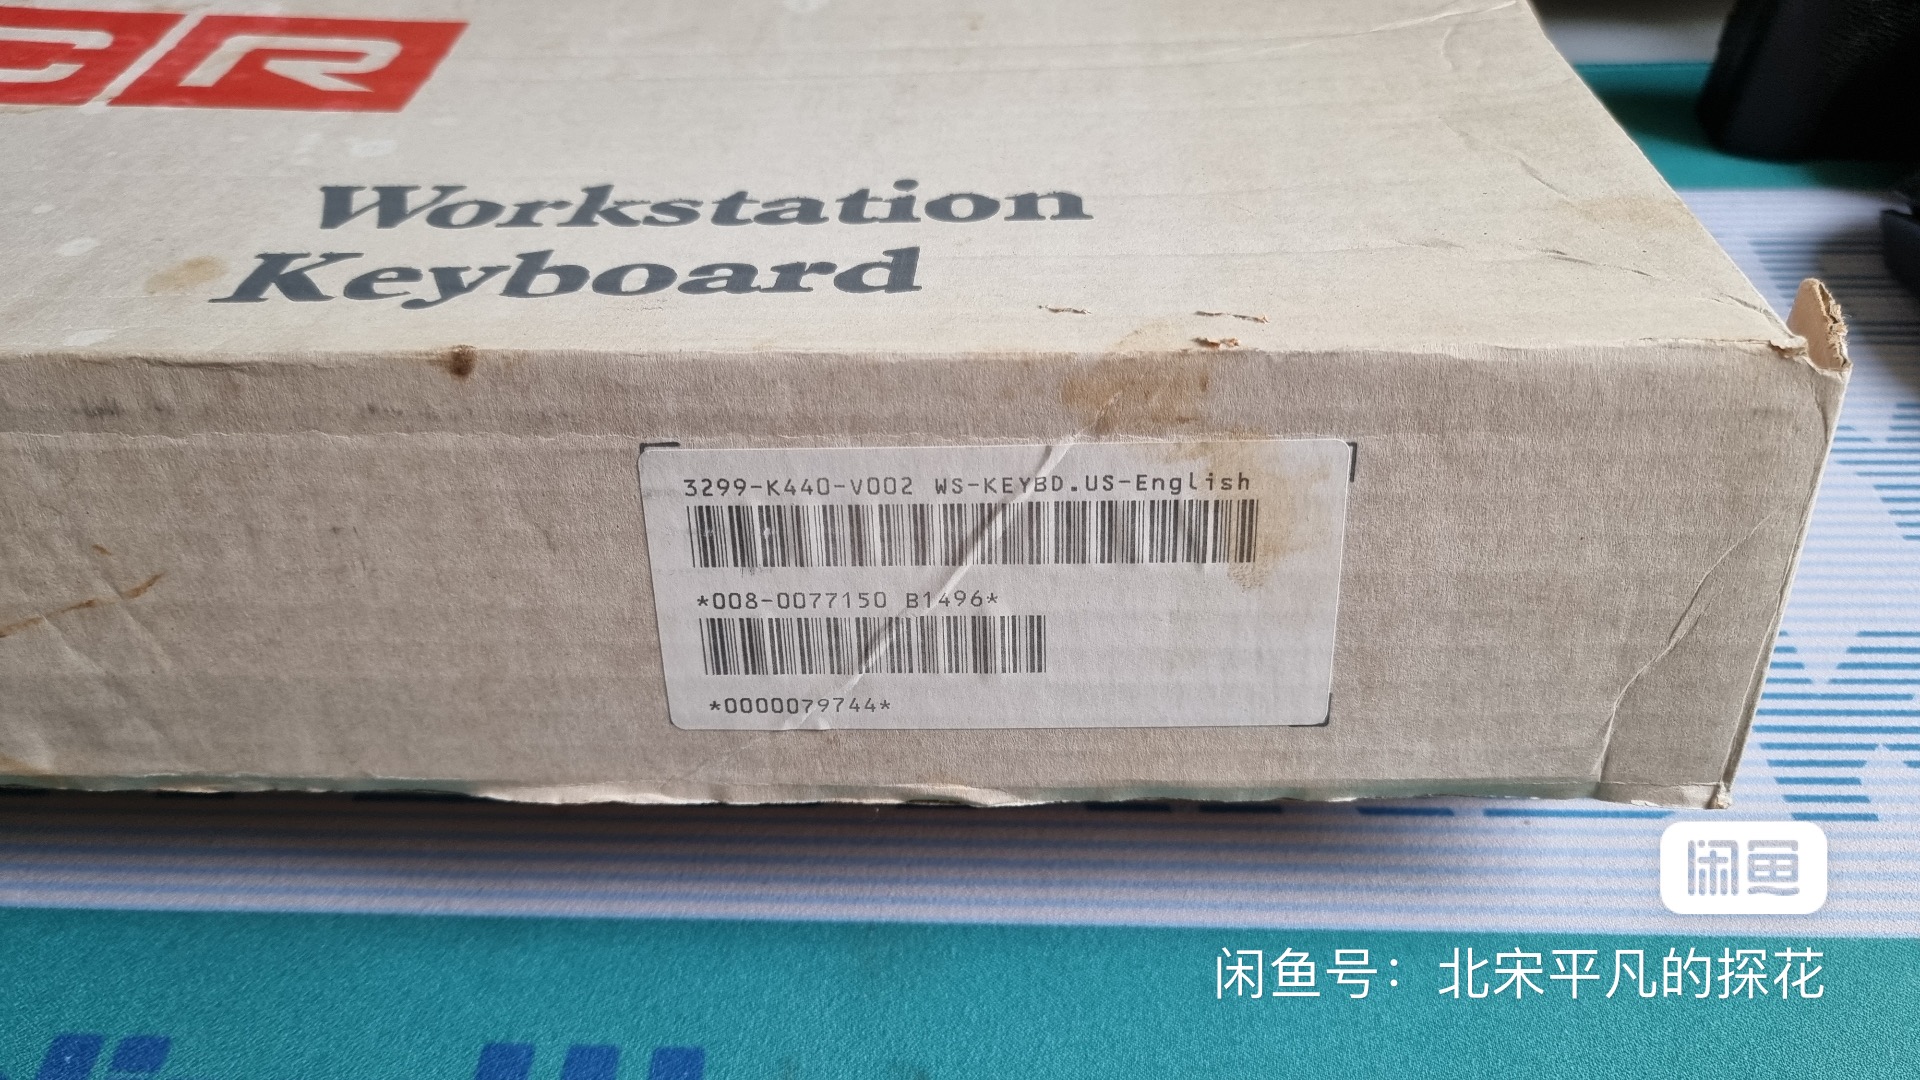 CR
Workstation
Keyboard
3299-K440-V002 WS-KEYBD.US-English
*008-0077150 B1496*
*0000079744*
闲鱼
闲鱼号：北宋平凡的探花